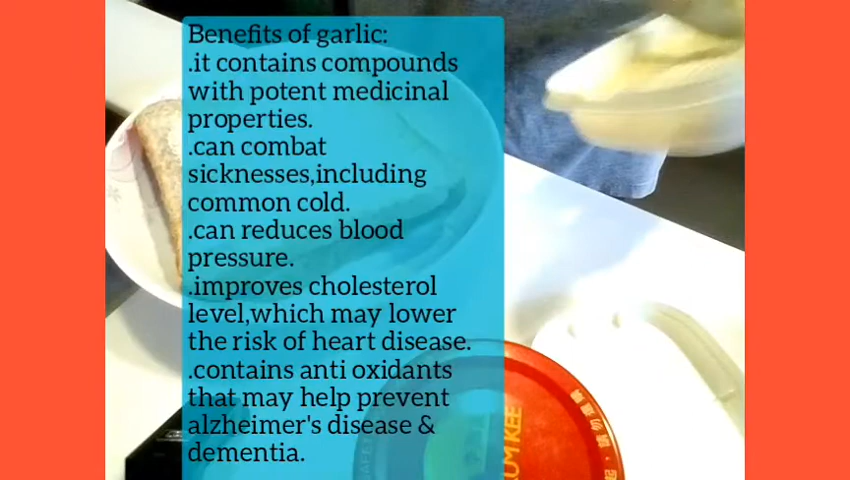 Benefits of garlic:
.it contains compounds
with potent medicinal
properties.
.can combat
sicknesses,including
common cold.
.can reduces blood
pressure.
.improves cholesterol
level,which may lower
the risk of heart disease.
.contains anti oxidants
that may help prevent
alzheimer's disease &
dementia.
KUM KEE